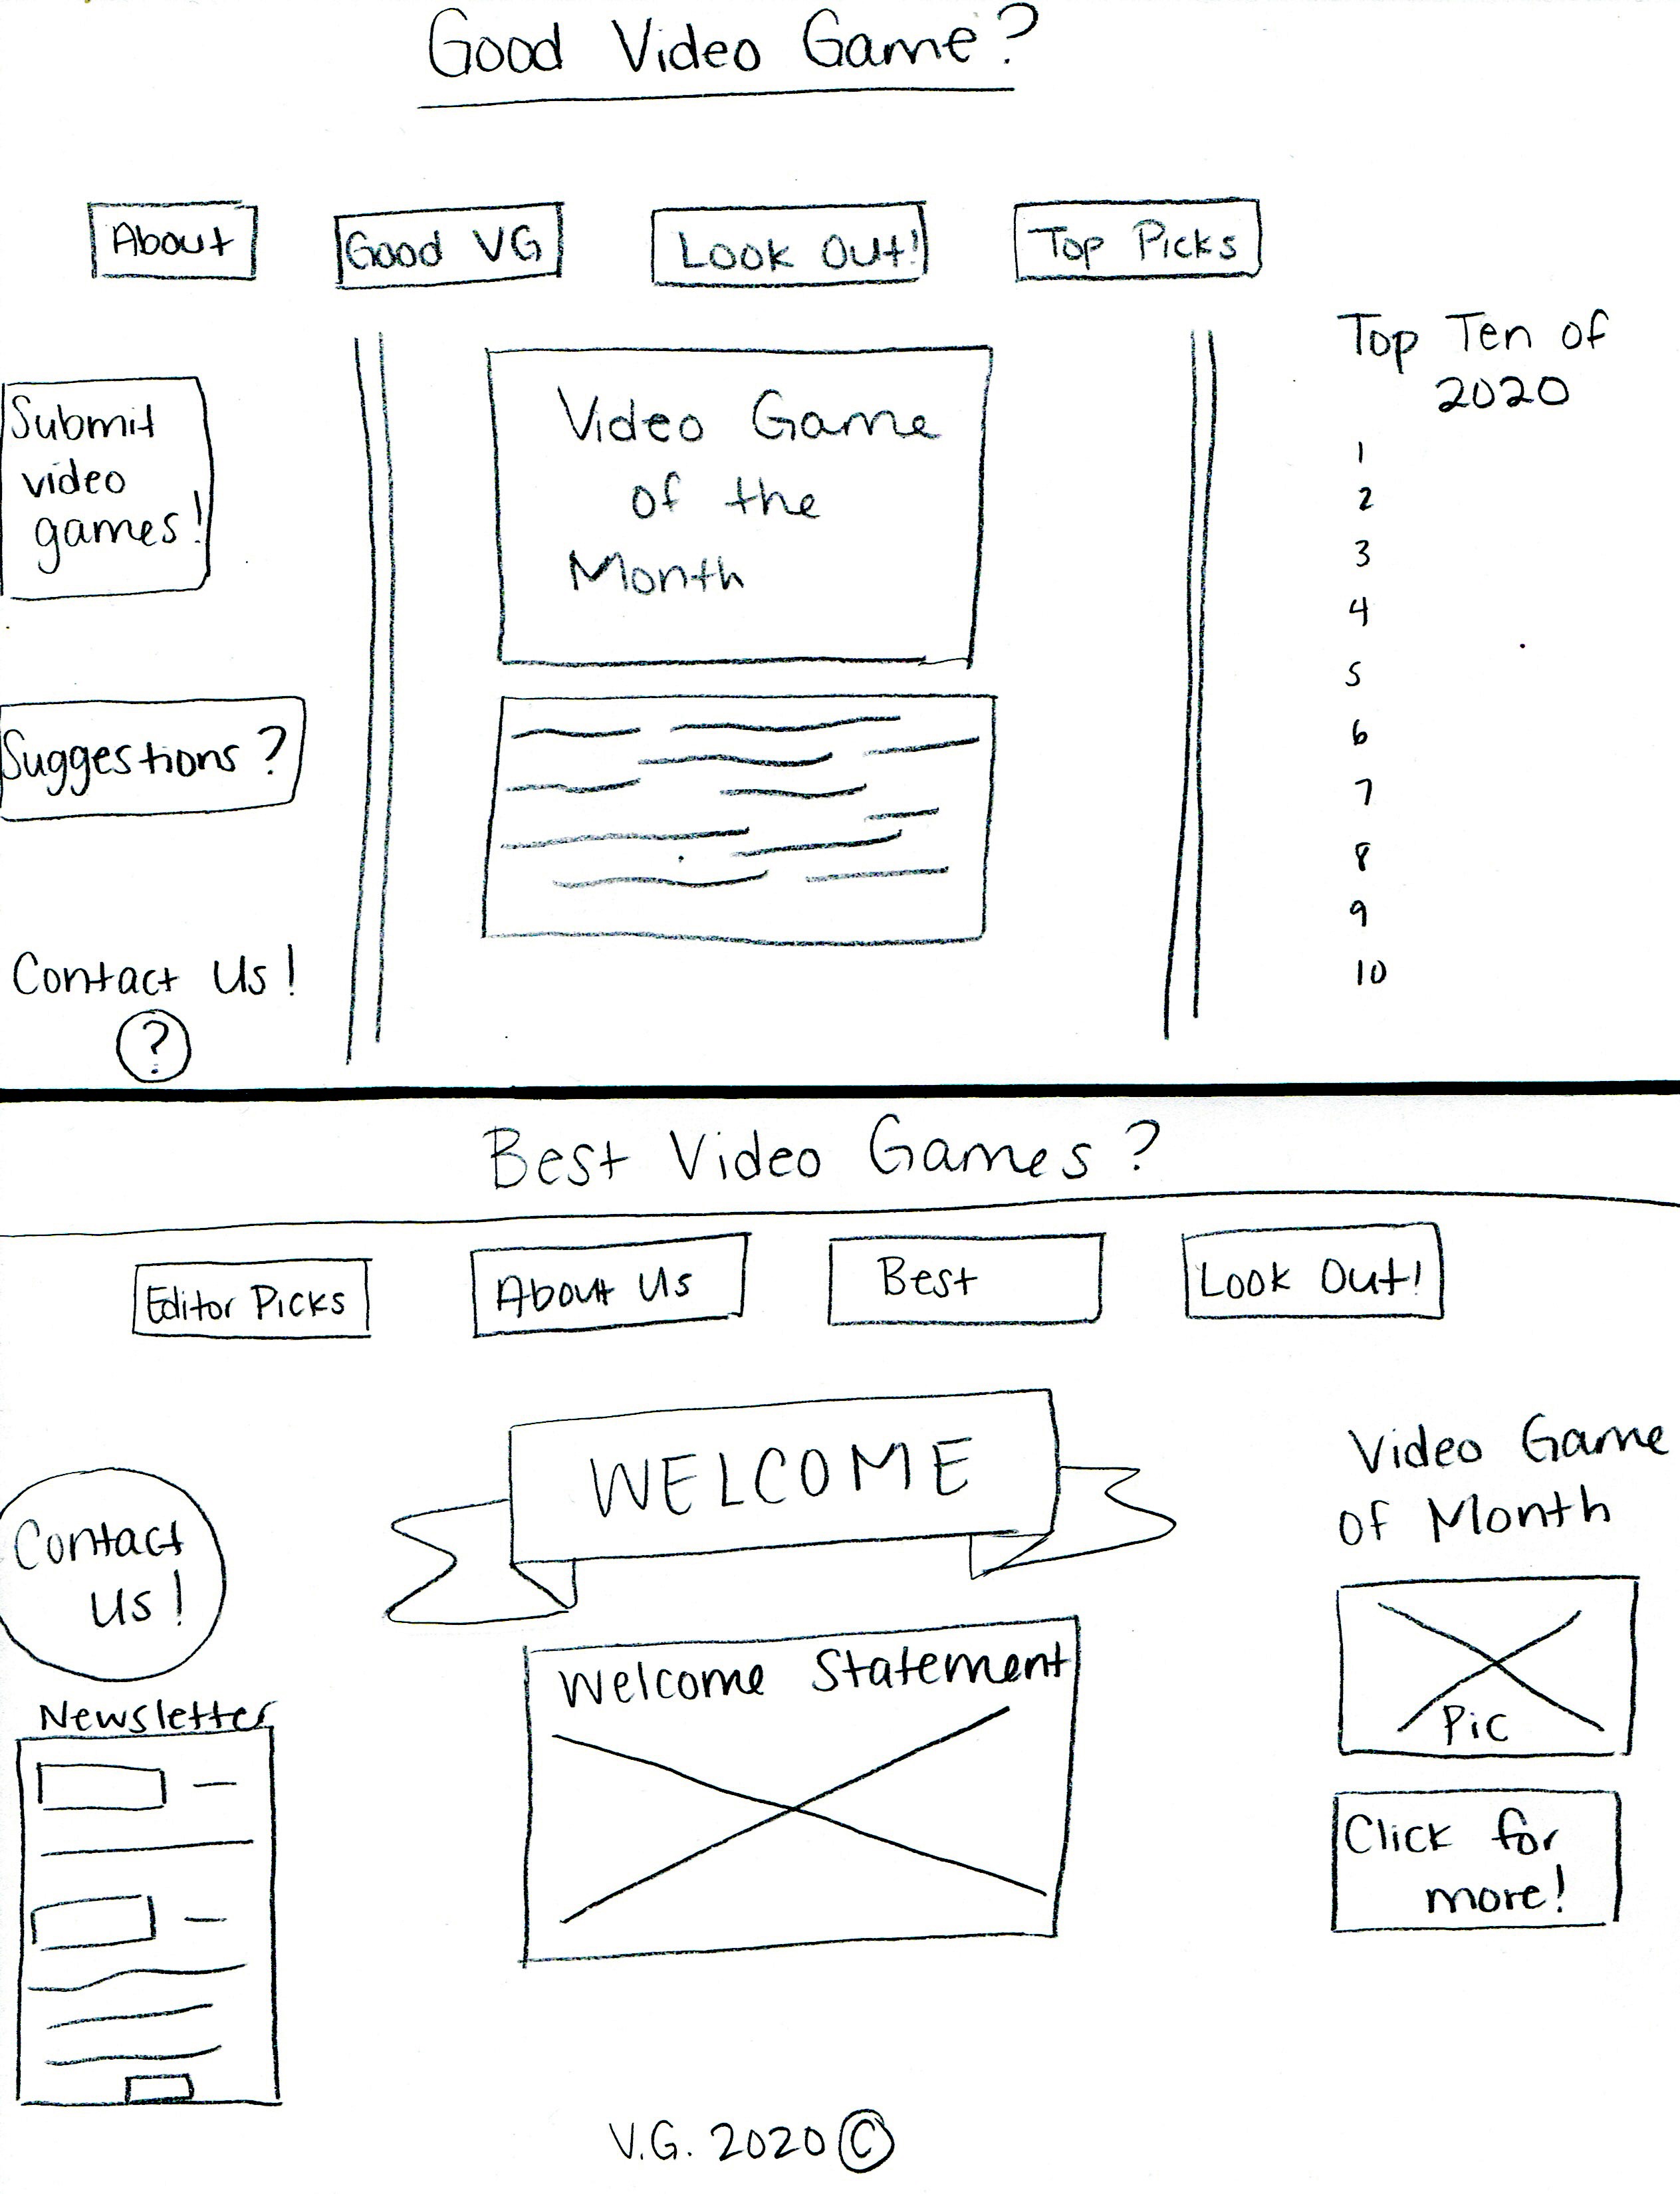 Good Video Game?
About
Good VG
Look Out!
Top Picks
Submit
video
games!
Suggestions?
Contact Us!
?
Video Game
of the
Month
Top Ten of
2020
1
2
3
4
5
6
7
8
9
10
Best Video Games?
Editor Picks
About Us
Best
Look Out!
Contact
us!
Newsletter
WELCOME
Welcome Statement
Video Game
of Month
Pic
Click for
more!
V.G. 2020 ©